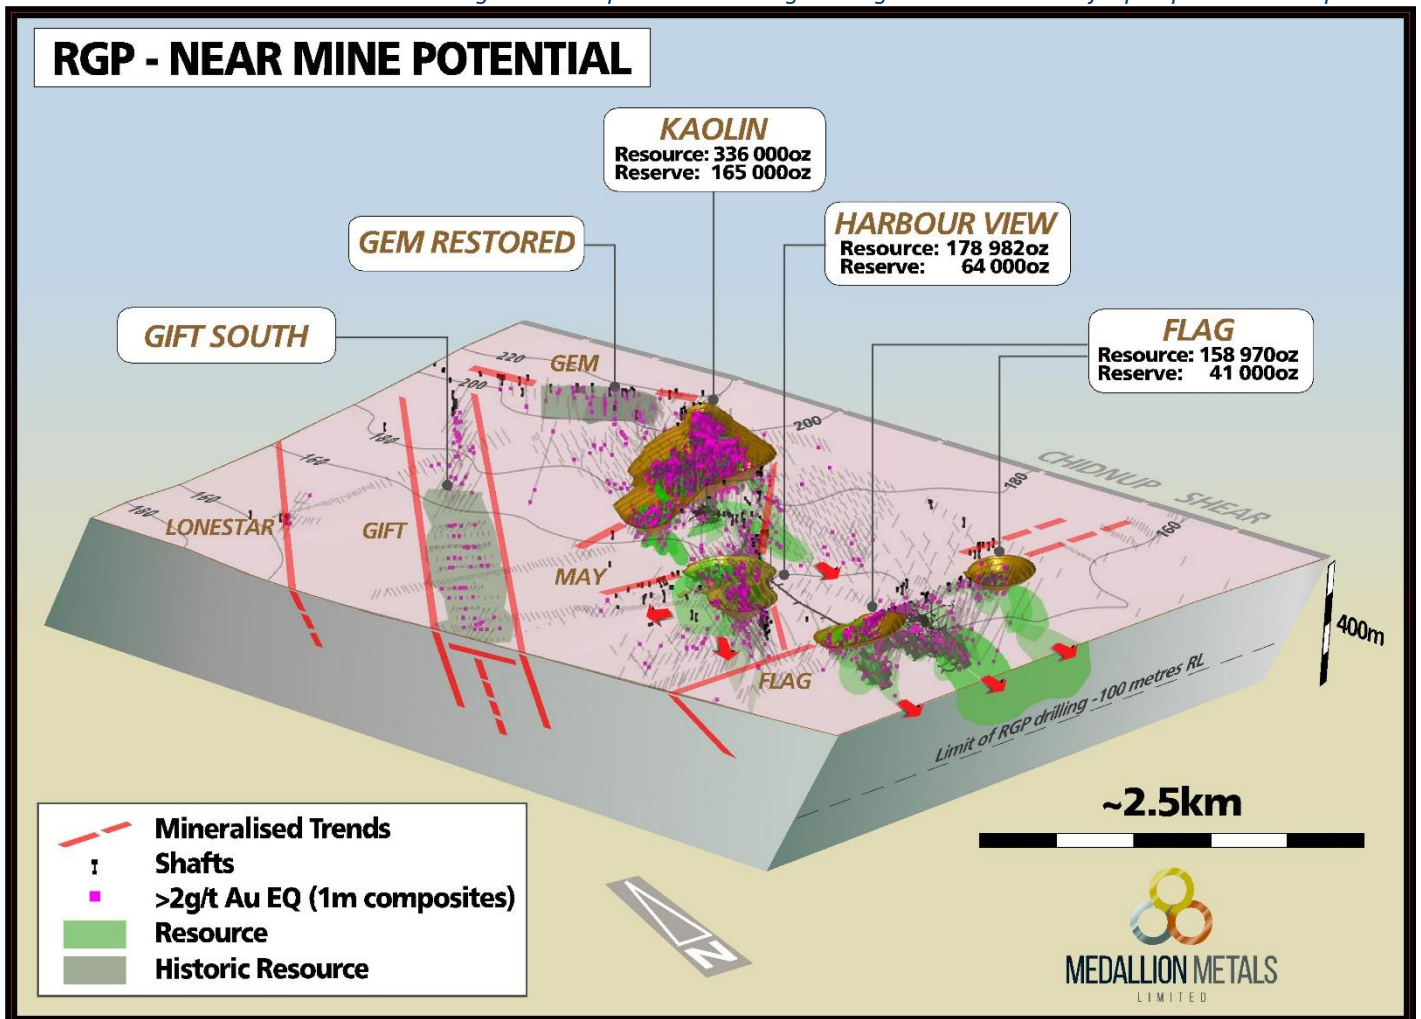 RGP - NEAR MINE POTENTIAL
KAOLIN
Resource: 336 000oz
Reserve: 165 000oz
GEM RESTORED
HARBOUR VIEW
Resource: 178 982oz
Reserve: 64 000oz
GIFT SOUTH
FLAG
Resource: 158 970oz
Reserve: 41 000oz
220
GEM
200
200
180
160
160
180
180
160
CHIDNUP SHEAR
LONESTAR
GIFT
MAY
FLAG
400m
Limit of RGP drilling -100 metres RL
~2.5km
Mineralised Trends
Shafts
>2g/t Au EQ (1m composites)
Resource
Historic Resource
N
MEDALLION METALS
LIMITED